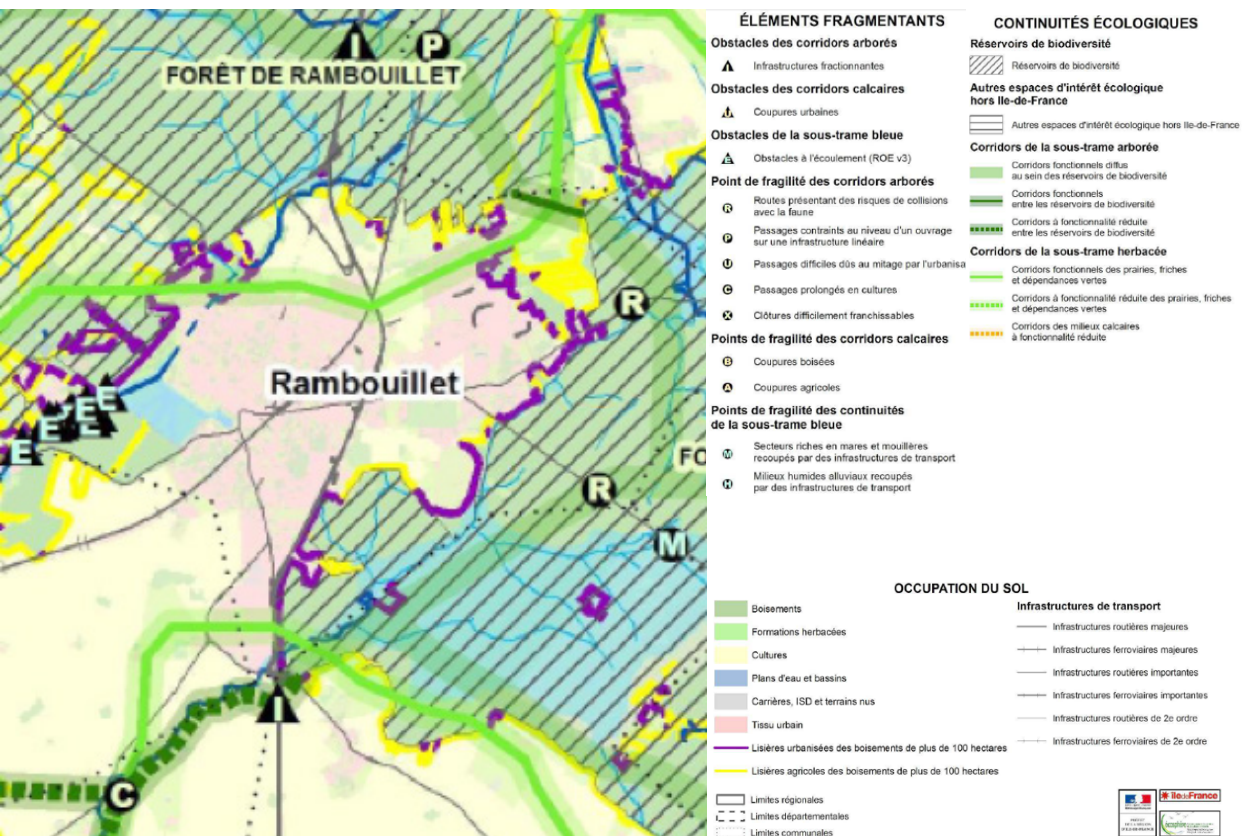 FORÊT DE RAMBOUILLET
I
P
R
Rambouillet
E
E
E
E
E
FO
R
M
I
C
ÉLÉMENTS FRAGMENTANTS
Obstacles des corridors arborés
Infrastructures fractionnantes
Obstacles des corridors calcaires
Coupures urbaines
Obstacles de la sous-trame bleue
E Obstacles à l'écoulement (ROE v3)
Point de fragilité des corridors arborés
R Routes présentant des risques de collisions
avec la faune
P Passages contraints au niveau d'un ouvrage
sur une infrastructure linéaire
U Passages difficiles dûs au mitage par l'urbanisa
C Passages prolongés en cultures
X Clôtures difficilement franchissables
Points de fragilité des corridors calcaires
B Coupures boisées
A Coupures agricoles
Points de fragilité des continuités
de la sous-trame bleue
M Secteurs riches en mares et mouillères
recoupés par des infrastructures de transport
H Milieux humides alluviaux recoupés
par des infrastructures de transport
CONTINUITÉS ÉCOLOGIQUES
Réservoirs de biodiversité
Réservoirs de biodiversité
Autres espaces d'intérêt écologique
hors Ile-de-France
Autres espaces d'intérêt écologique hors Ile-de-France
Corridors de la sous-trame arborée
Corridors fonctionnels diffus
au sein des réservoirs de biodiversité
Corridors fonctionnels
entre les réservoirs de biodiversité
Corridors à fonctionnalité réduite
entre les réservoirs de biodiversité
Corridors de la sous-trame herbacée
Corridors fonctionnels des prairies, friches
et dépendances vertes
Corridors à fonctionnalité réduite des prairies, friches
et dépendances vertes
Corridors des milieux calcaires
à fonctionnalité réduite
OCCUPATION DU SOL
Boisements
Formations herbacées
Cultures
Plans d'eau et bassins
Carrières, ISD et terrains nus
Tissu urbain
Lisières urbanisées des boisements de plus de 100 hectares
Lisières agricoles des boisements de plus de 100 hectares
Limites régionales
Limites départementales
Limites communales
Infrastructures de transport
Infrastructures routières majeures
Infrastructures ferroviaires majeures
Infrastructures routières importantes
Infrastructures ferroviaires importantes
Infrastructures routières de 2e ordre
Infrastructures ferroviaires de 2e ordre
îledeFrance